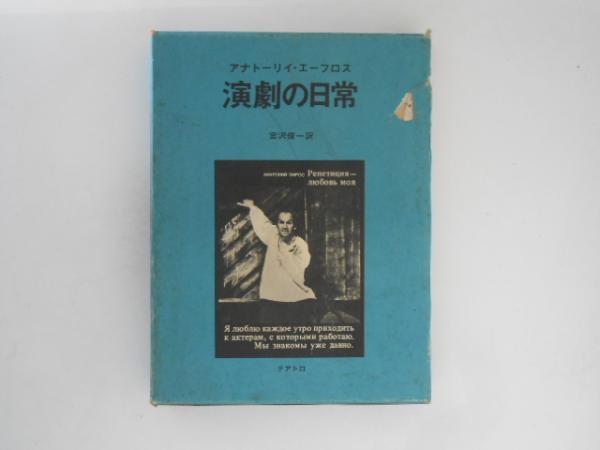 アナトーリイ・エーフロス
演劇の日常
宮沢俊一訳
АНАТОЛИЙ ЭФРОС Репетиция —
любовь моя
Я люблю каждое утро приходить
к актерам, с которыми работаю.
Мы знакомы уже давно.
テアトロ